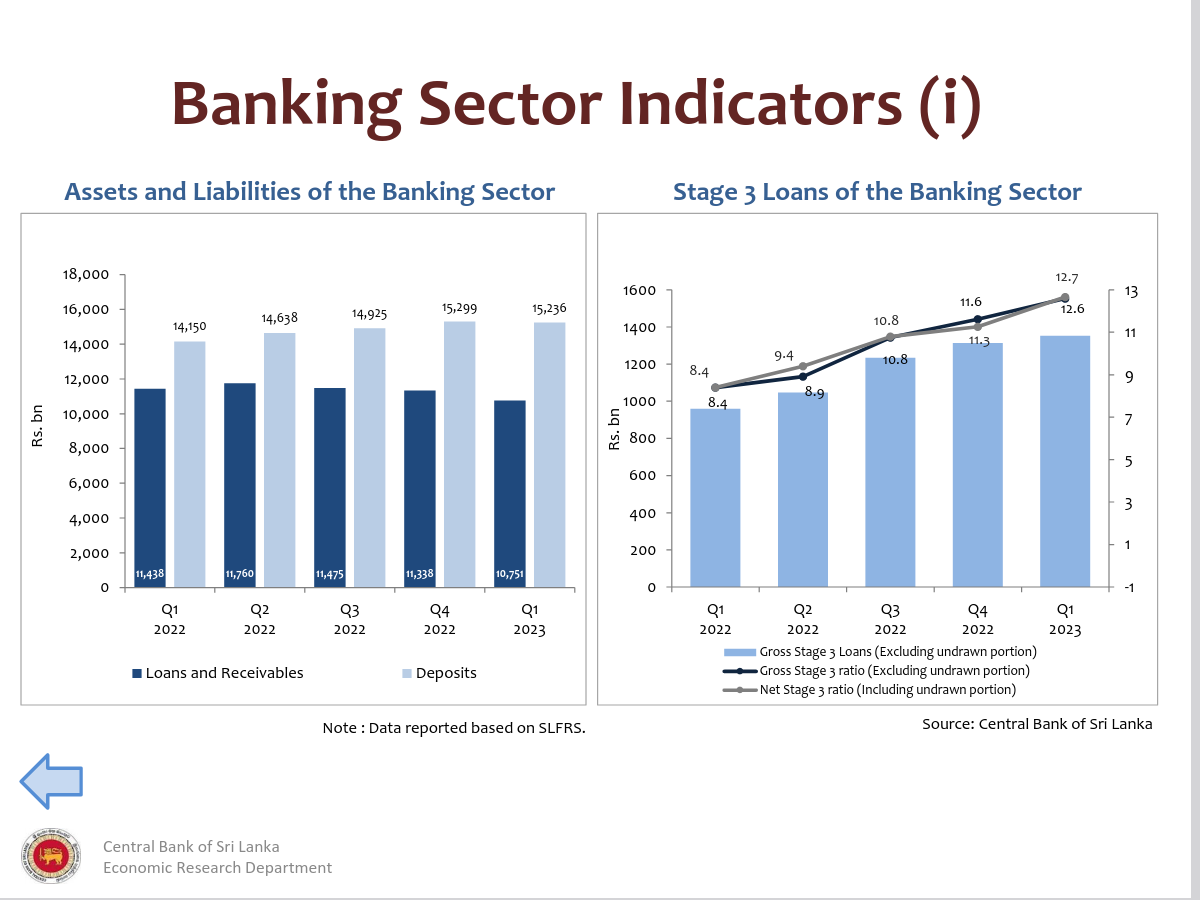 Banking Sector Indicators (i)
Assets and Liabilities of the Banking Sector
18,000
16,000
14,000
12,000
10,000
8,000
6,000
4,000
2,000
0
Rs. bn
14,150
14,638
14,925
15,299
15,236
11,438
11,760
11,475
11,338
10,751
Q1 Q2 Q3 Q4 Q1
2022 2022 2022 2022 2023
Loans and Receivables Deposits
Note : Data reported based on SLFRS.
Stage 3 Loans of the Banking Sector
1600
1400
1200
1000
800
600
400
200
0
Rs. bn
8.4
9.4
10.8
11.6
12.7
8.4
8.9
10.8
11.3
12.6
13
11
9
7
5
3
1
-1
Q1 Q2 Q3 Q4 Q1
2022 2022 2022 2022 2023
Gross Stage 3 Loans (Excluding undrawn portion)
Gross Stage 3 ratio (Excluding undrawn portion)
Net Stage 3 ratio (Including undrawn portion)
Source: Central Bank of Sri Lanka
Central Bank of Sri Lanka
Economic Research Department